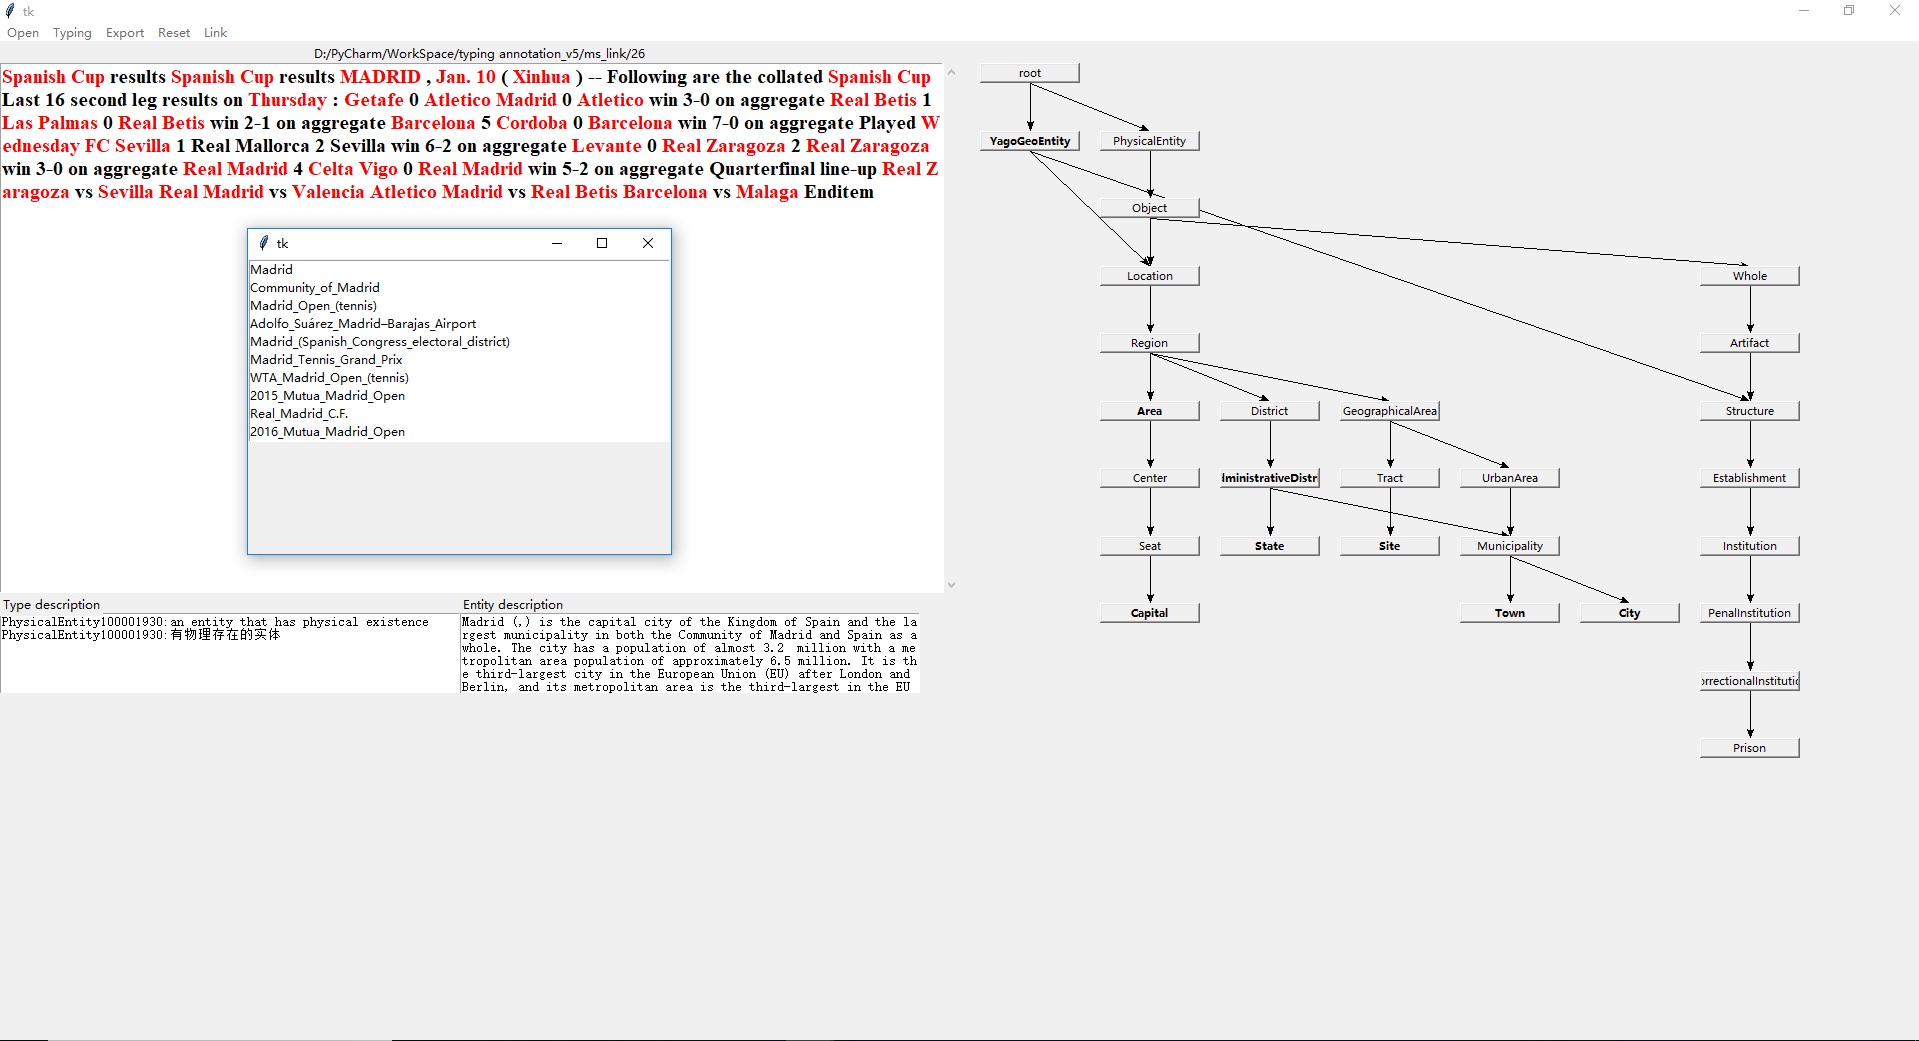 tk
Open Typing Export Reset Link
D:/PyCharm/WorkSpace/typing annotation_v5/ms_link/26
Spanish Cup results Spanish Cup results MADRID , Jan. 10 ( Xinhua ) -- Following are the collated Spanish Cup
Last 16 second leg results on Thursday : Getafe 0 Atletico Madrid 0 Atletico win 3-0 on aggregate Real Betis 1
Las Palmas 0 Real Betis win 2-1 on aggregate Barcelona 5 Cordoba 0 Barcelona win 7-0 on aggregate Played W
ednesday FC Sevilla 1 Real Mallorca 2 Sevilla win 6-2 on aggregate Levante 0 Real Zaragoza 2 Real Zaragoza
win 3-0 on aggregate Real Madrid 4 Celta Vigo 0 Real Madrid win 5-2 on aggregate Quarterfinal line-up Real Z
aragoza vs Sevilla Real Madrid vs Valencia Atletico Madrid vs Real Betis Barcelona vs Malaga Enditem
tk
Madrid
Community_of_Madrid
Madrid_Open_(tennis)
Adolfo_Suárez_Madrid–Barajas_Airport
Madrid_(Spanish_Congress_electoral_district)
Madrid_Tennis_Grand_Prix
WTA_Madrid_Open_(tennis)
2015_Mutua_Madrid_Open
Real_Madrid_C.F.
2016_Mutua_Madrid_Open
Type description
PhysicalEntity100001930: an entity that has physical existence
PhysicalEntity100001930: 有物理存在的实体
Entity description
Madrid (,) is the capital city of the Kingdom of Spain and the la
rgest municipality in both the Community of Madrid and Spain as a
whole. The city has a population of almost 3.2 million with a me
tropolitan area population of approximately 6.5 million. It is th
e third-largest city in the European Union (EU) after London and
Berlin, and its metropolitan area is the third-largest in the EU
root
YagoGeoEntity PhysicalEntity
Object
Location Whole
Region Artifact
Area District GeographicalArea Structure
Center lministrativeDistr Tract UrbanArea Establishment
Seat State Site Municipality Institution
Capital Town City PenalInstitution
orrectionalInstitutio
Prison